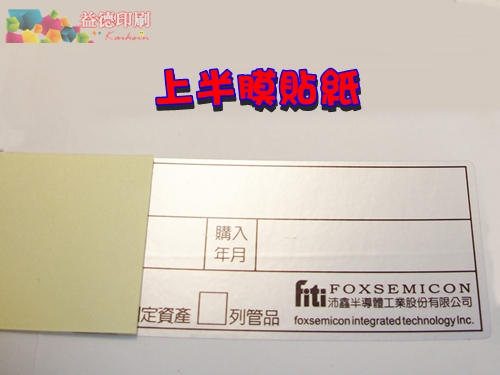 益德印刷
Kaihsin
上半膜貼紙
購入
年月
fiti FOXSEMICON
沛鑫半導體工業股份有限公司
定資產 列管品 foxsemicon integrated technology Inc.